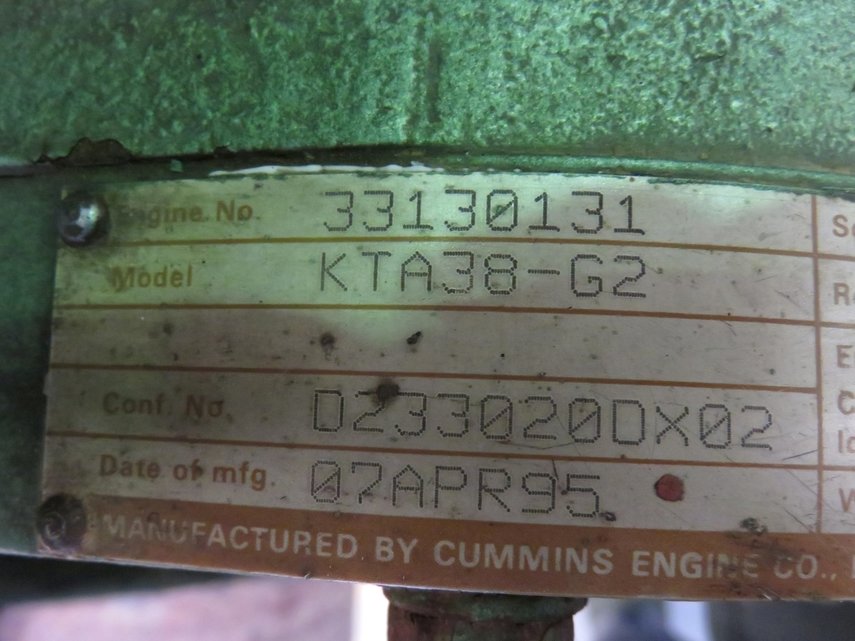 Engine No. 33130131
Model KTA38-G2
Conf. No. D233020DX02
Date of mfg. 07APR95
MANUFACTURED BY CUMMINS ENGINE CO.,